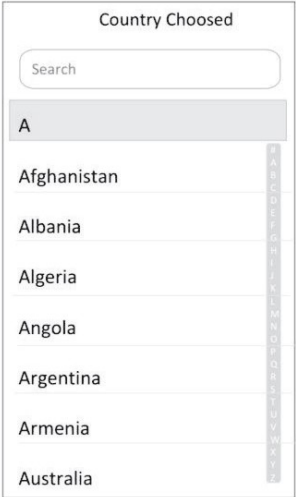 Country Choosed
Search
A
Afghanistan
Albania
Algeria
Angola
Argentina
Armenia
Australia
#
A
B
C
D
E
F
G
H
I
J
K
L
M
N
O
P
Q
R
S
T
U
V
W
X
Y
Z